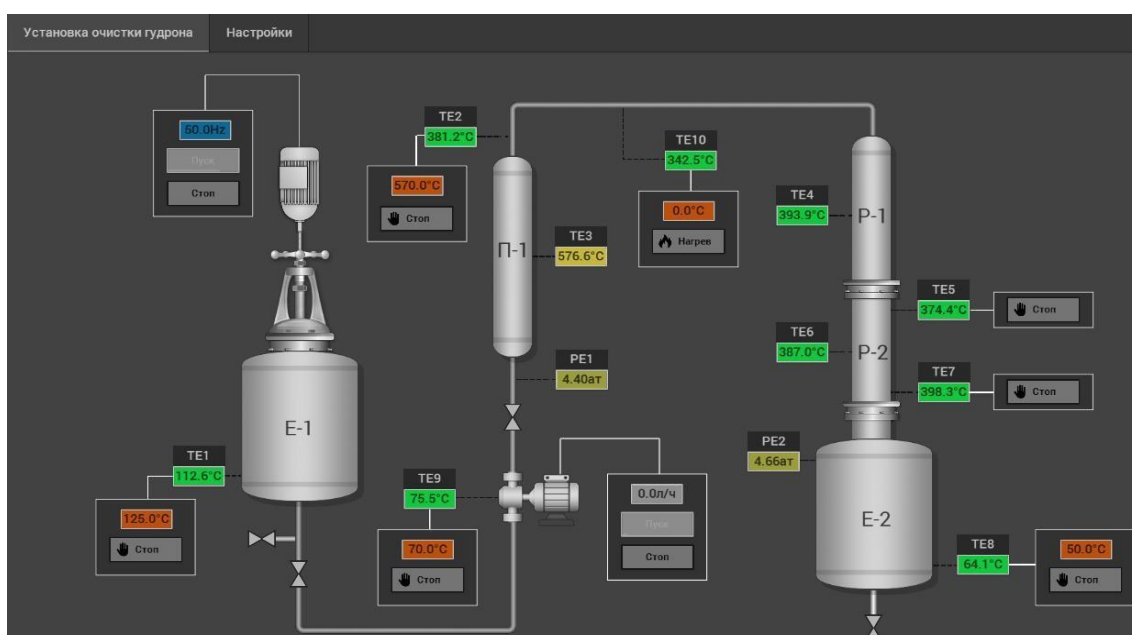 Установка очистки гудрона
Настройки
50.0Hz
Пуск
Стоп
TE2
381.2°C
570.0°C
Стоп
П-1
TE3
576.6°C
TE10
342.5°C
0.0°C
Нагрев
TE4
393.9°C
P-1
TE5
374.4°C
Стоп
TE6
387.0°C
P-2
TE7
398.3°C
Стоп
PE1
4.40ат
E-1
TE1
112.6°C
125.0°C
Стоп
TE9
75.5°C
70.0°C
Стоп
0.0л/ч
Пуск
Стоп
PE2
4.66ат
E-2
TE8
64.1°C
50.0°C
Стоп